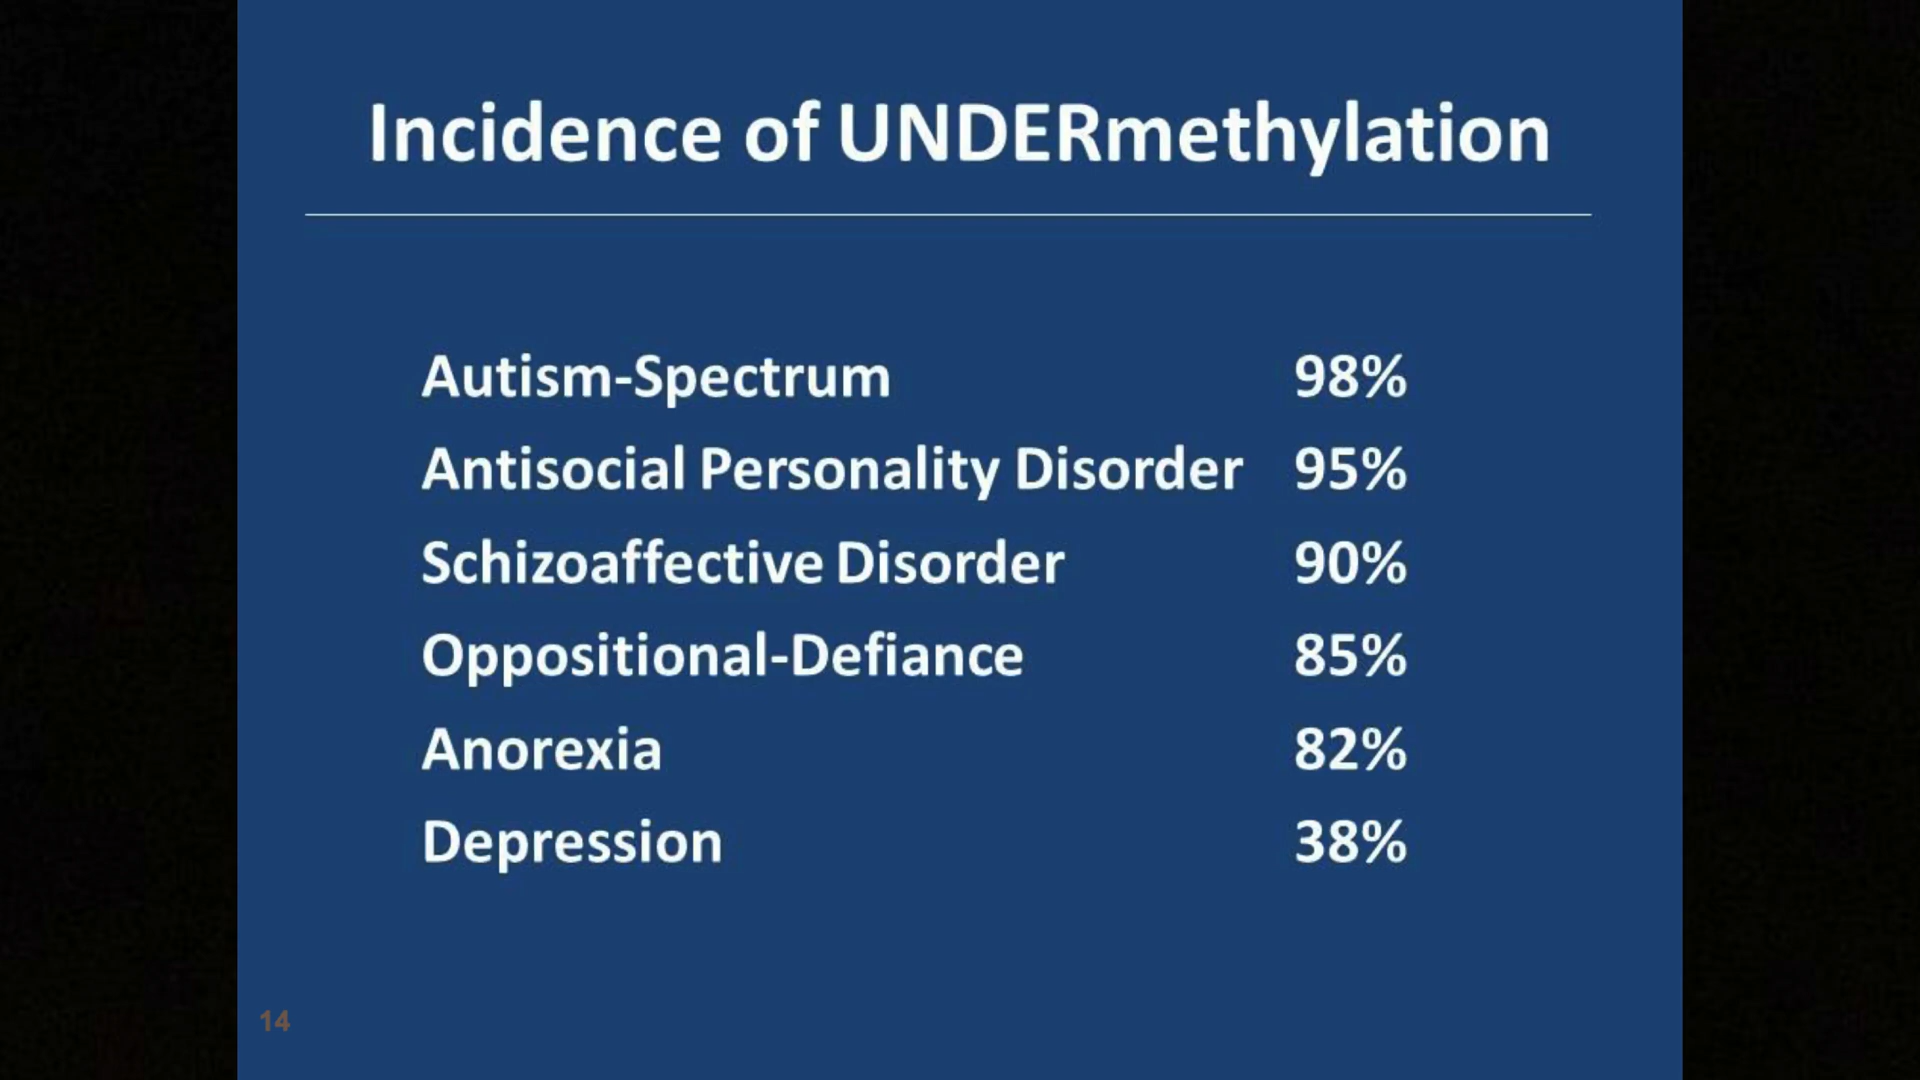 Incidence of UNDERmethylation
Autism-Spectrum 98%
Antisocial Personality Disorder 95%
Schizoaffective Disorder 90%
Oppositional-Defiance 85%
Anorexia 82%
Depression 38%
14